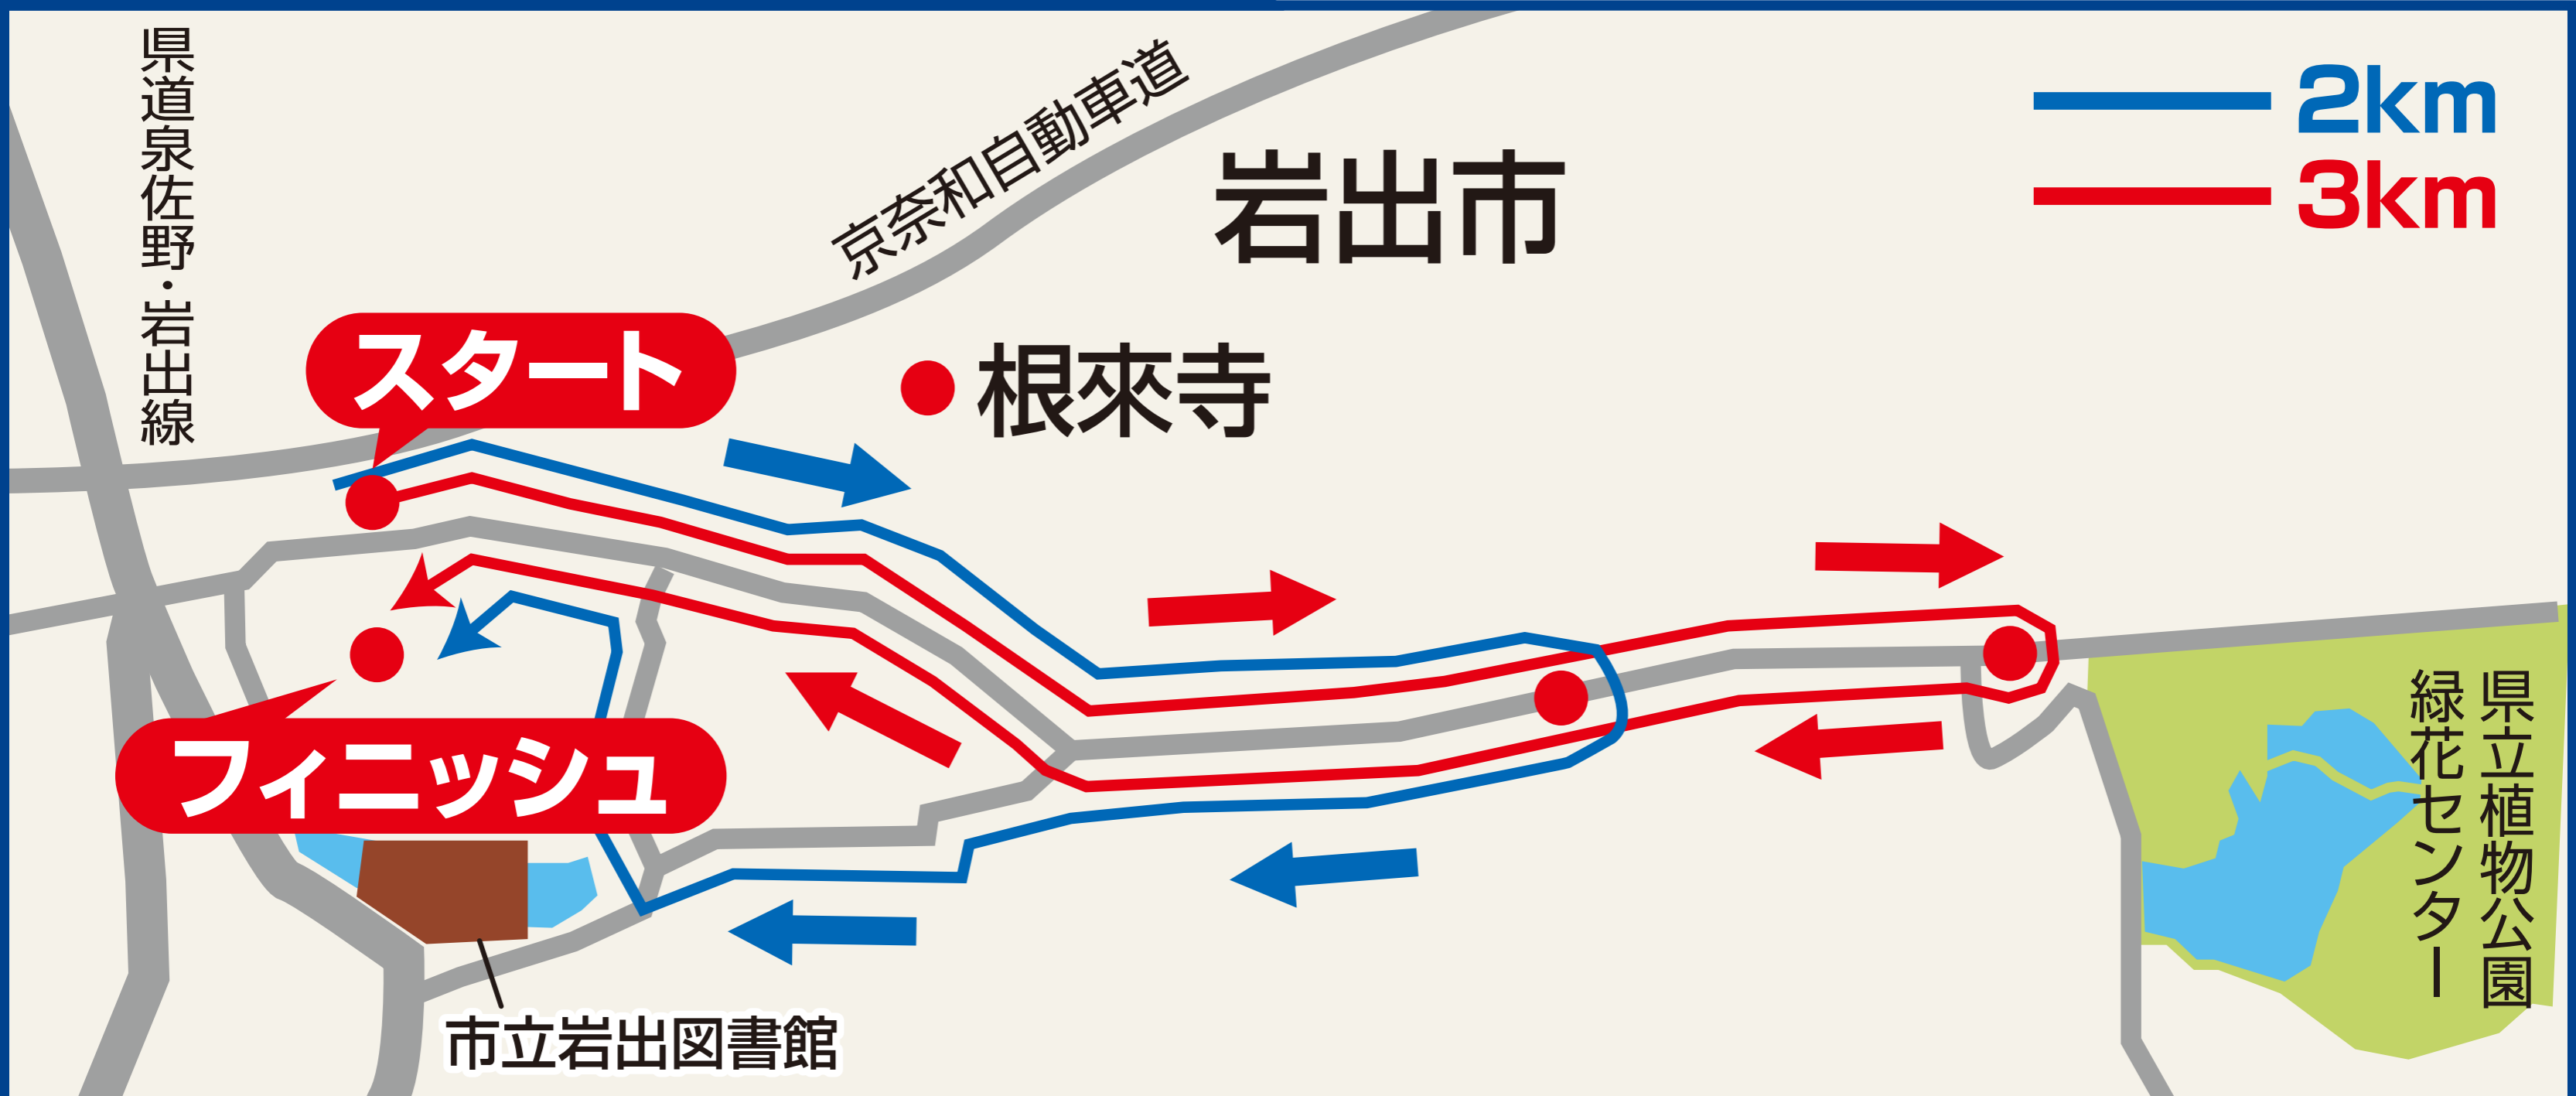 県道泉佐野・岩出線
京奈和自動車道
岩出市
2km
3km
スタート
根來寺
フィニッシュ
市立岩出図書館
県立植物公園
緑花センター